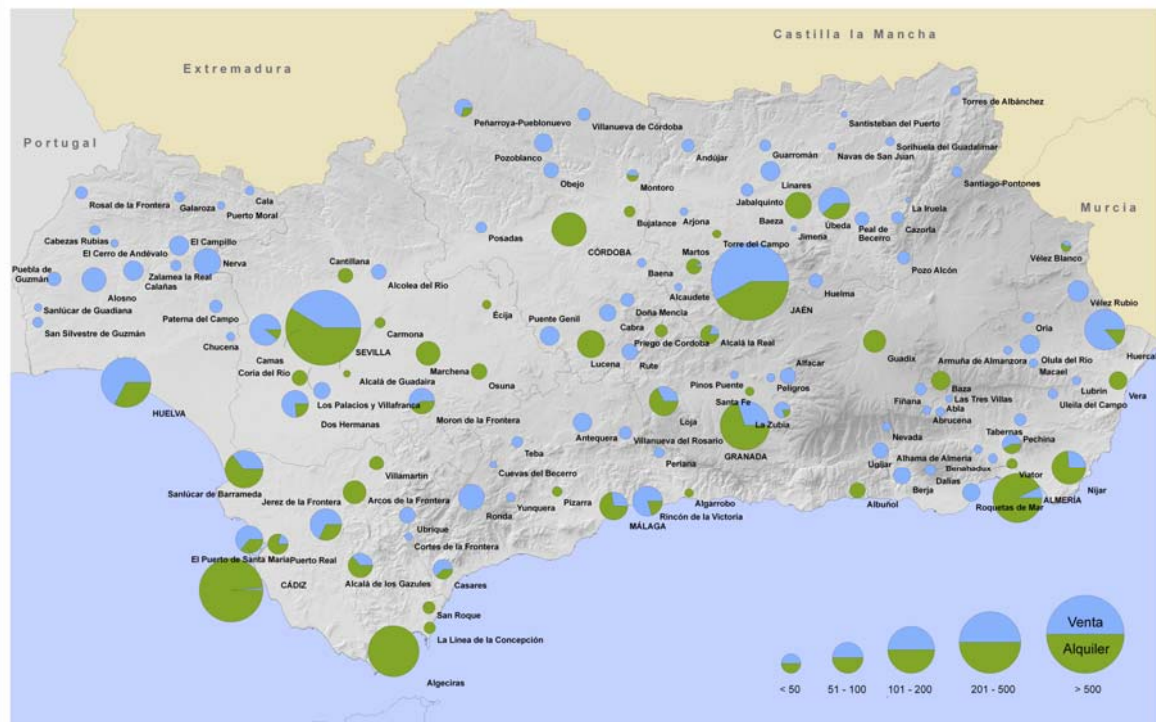 Castilla la Mancha
Extremadura
Portugal
Murcia
Torres de Albánchez
Peñarroya-Pueblonuevo
Villanueva de Córdoba
Santisteban del Puerto
Sorihuela del Guadalimar
Pozoblanco
Andújar
Guarromán
Navas de San Juan
Obejo
Montoro
Linares
Santiago-Pontones
Cala
Rosal de la Frontera
Galaroza
Puerto Moral
Jabalquinto
La Iruela
Bujalance
Arjona
Baeza
Úbeda
Peal de
Becerro
Cazorla
Posadas
Jimena
Cabezas Rubias
El Campillo
El Cerro de Andévalo
CÓRDOBA
Torre del Campo
Martos
Nerva
Cantillana
Baena
Pozo Alcón
Vélez Blanco
Puebla de
Guzmán
Zalamea la Real
Calañas
Alcolea del Río
Alcaudete
Huelma
Alosno
Sanlúcar de Guadiana
Paterna del Campo
Écija
Doña Mencia
Vélez Rubio
JAÉN
San Silvestre de Guzmán
Puente Genil
Cabra
Carmona
Priego de Cordoba
Oria
Chucena
Camas
SEVILLA
Alcalá la Real
Lucena
Rute
Guadix
Armuña de Almanzora
Olula del Río
Huercal
Marchena
Coria del Río
Alcalá de Guadaira
Osuna
Alfacar
Macael
Pinos Puente
Peligros
Baza
Lubrin
Vera
Santa Fe
Fiñana
Las Tres Villas
Uleila del Campo
Los Palacios y Villafranca
HUELVA
Dos Hermanas
Moron de la Frontera
Loja
La Zubia
Abla
Abrucena
Tabernas
Antequera
Villanueva del Rosario
Nevada
Pechina
Teba
Periana
GRANADA
Alhama de Almeria
Villamartin
Cuevas del Becerro
Ugijar
Benahadux
Viator
Sanlúcar de Barrameda
Dalias
Níjar
Jerez de la Frontera
Arcos de la Frontera
Pizarra
Algarrobo
Albuñol
Berja
ALMERÍA
Ronda
Yunquera
Roquetas de Mar
MÁLAGA
Rincón de la Victoria
Ubrique
Cortes de la Frontera
El Puerto de Santa Maria
Puerto Real
CÁDIZ
Alcalá de los Gazules
Casares
San Roque
La Línea de la Concepción
Algeciras
Venta
Alquiler
< 50
51 - 100
101 - 200
201 - 500
> 500